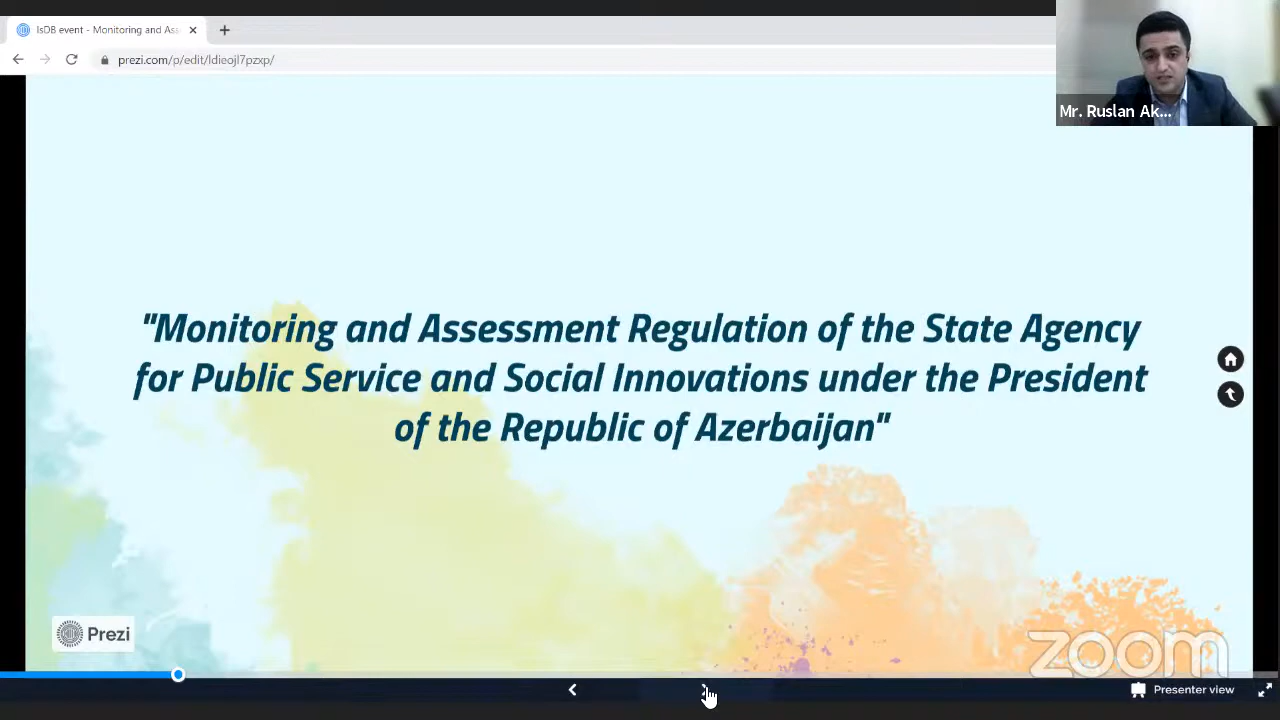 IsDB event - Monitoring and Ass
prezi.com/p/edit/ldieojl7pzxp/
Mr. Ruslan Ak...
"Monitoring and Assessment Regulation of the State Agency
for Public Service and Social Innovations under the President
of the Republic of Azerbaijan"
Prezi
zoom
Presenter view